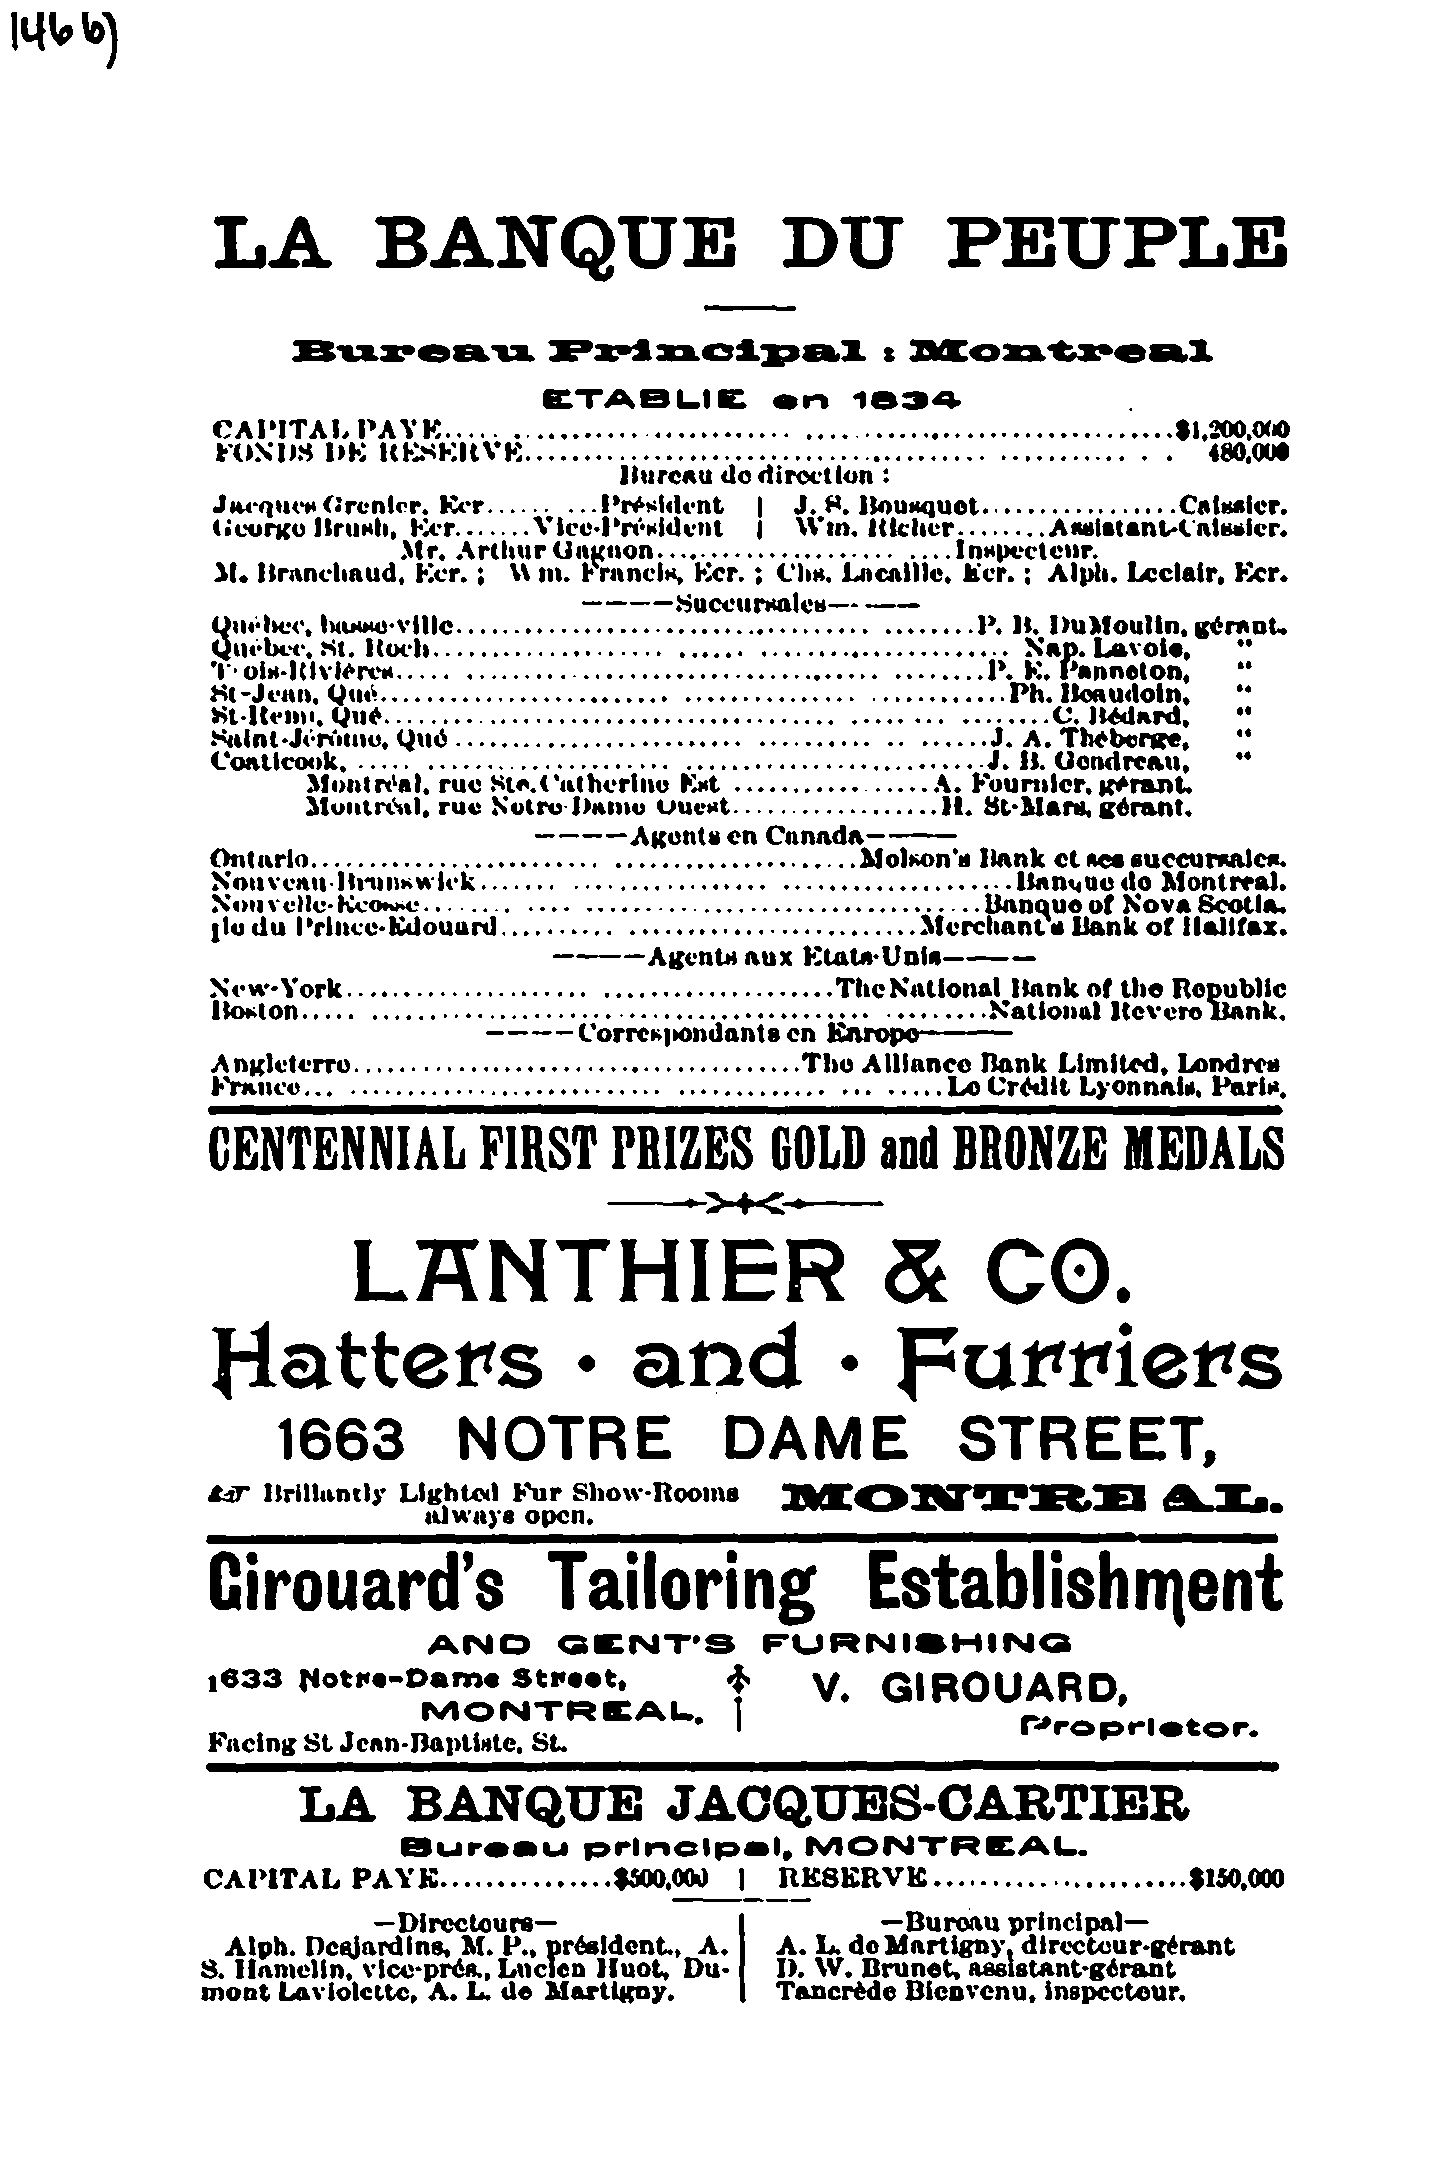 146b)
LA BANQUE DU PEUPLE
Bureau Principal : Montreal
ETABLIE en 1834
CAPITAL PAYE........$1,200,000
FONDS DE RESERVE........480,000
Bureau de direction :
Jacques Grenier, Ecr........Président | J. S. Bousquet........Caissier.
George Brush, Ecr........Vice-Président | Wm. Richer........Assistant-Caissier.
Mr. Arthur Gagnon........Inspecteur.
M. Branchaud, Ecr. ; Wm. Francis, Ecr. ; Chs. Lacaille, Ecr. ; Alph. Leclair, Ecr.
————Succursales————
Québec, basse-ville........P. B. DuMoulin, gérant.
Québec, St. Roch........Nap. Lavoie, "
Trois-Rivières........P. E. Panneton, "
St-Jean, Qué........Ph. Beaudoin, "
St-Remi, Qué........C. Bédard, "
Saint-Jérôme, Qué........J. A. Théberge, "
Coaticook,........J. B. Gendreau, "
Montréal, rue Ste. Catherine Est........A. Fournier, gérant.
Montréal, rue Notre-Dame Ouest........H. St-Mars, gérant.
————Agents en Canada————
Ontario........Molson's Bank et ses succursales.
Nouveau-Brunswick........Banque de Montreal.
Nouvelle-Ecosse........Banque of Nova Scotia.
Ile du Prince-Edouard........Merchant's Bank of Halifax.
————Agents aux Etats-Unis————
New-York........The National Bank of the Republic
Boston........National Revere Bank.
————Correspondants en Europe————
Angleterre........The Alliance Bank Limited, Londres
France........Le Crédit Lyonnais, Paris.
CENTENNIAL FIRST PRIZES GOLD and BRONZE MEDALS
LANTHIER & CO.
Hatters · and · Furriers
1663 NOTRE DAME STREET,
☞ Brilliantly Lighted Fur Show-Rooms always open. MONTREAL.
Girouard's Tailoring Establishment
AND GENT'S FURNISHING
1633 Notre-Dame Street,
MONTREAL.
Facing St Jean-Baptiste, St.
V. GIROUARD,
Proprietor.
LA BANQUE JACQUES-CARTIER
Bureau principal, MONTREAL.
CAPITAL PAYE........$500,000 | RESERVE........$150,000
—Directeurs—
Alph. Desjardins, M. P., président., A.
S. Hamelin, vice-prés., Lucien Huot, Du-
mont Laviolette, A. L. de Martigny.
—Bureau principal—
A. L. de Martigny, directeur-gérant
D. W. Brunet, assistant-gérant
Tancrède Bienvenu, inspecteur.